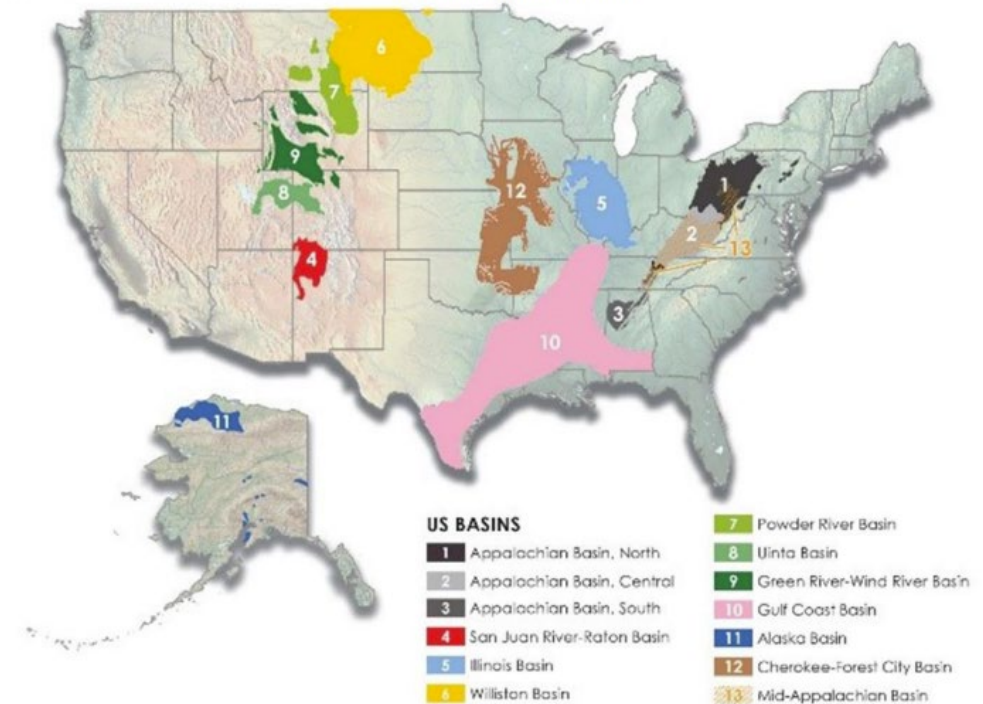 6
7
9
8
4
12
5
1
2
13
3
10
11
US BASINS
1 Appalachian Basin, North
2 Appalachian Basin, Central
3 Appalachian Basin, South
4 San Juan River-Raton Basin
5 Illinois Basin
6 Williston Basin
7 Powder River Basin
8 Uinta Basin
9 Green River-Wind River Basin
10 Gulf Coast Basin
11 Alaska Basin
12 Cherokee-Forest City Basin
13 Mid-Appalachian Basin